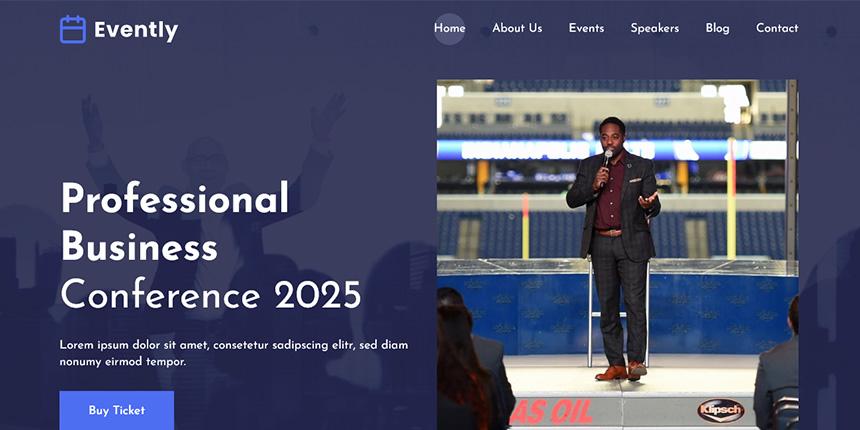 Evently
Home About Us Events Speakers Blog Contact
Professional
Business
Conference 2025
Lorem ipsum dolor sit amet, consetetur sadipscing elitr, sed diam
nonumy eirmod tempor.
Buy Ticket
AS OIL
Klipsch